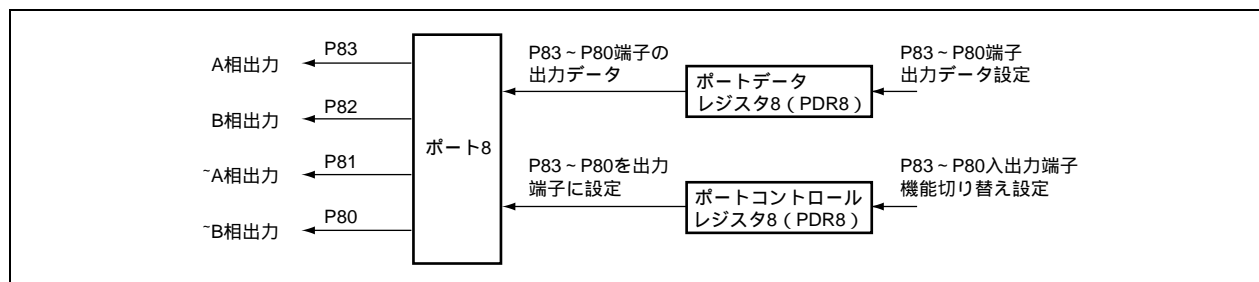 A相出力
P83
B相出力
P82
~A相出力
P81
~B相出力
P80
ポート8
P83 ~ P80端子の
出力データ
P83 ~ P80を出力
端子に設定
ポートデータ
レジスタ8（PDR8）
ポートコントロール
レジスタ8（PDR8）
P83 ~ P80端子
出力データ設定
P83 ~ P80入出力端子
機能切り替え設定